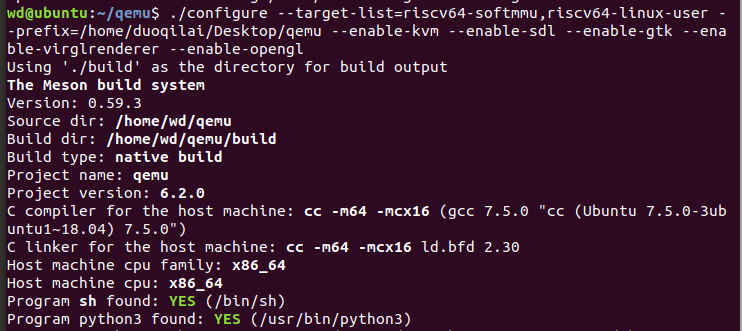 wd@ubuntu:~/qemu$ ./configure --target-list=riscv64-softmmu,riscv64-linux-user -
-prefix=/home/duoqilai/Desktop/qemu --enable-kvm --enable-sdl --enable-gtk --ena
ble-virglrenderer --enable-opengl
Using './build' as the directory for build output
The Meson build system
Version: 0.59.3
Source dir: /home/wd/qemu
Build dir: /home/wd/qemu/build
Build type: native build
Project name: qemu
Project version: 6.2.0
C compiler for the host machine: cc -m64 -mcx16 (gcc 7.5.0 "cc (Ubuntu 7.5.0-3ub
untu1~18.04) 7.5.0")
C linker for the host machine: cc -m64 -mcx16 ld.bfd 2.30
Host machine cpu family: x86_64
Host machine cpu: x86_64
Program sh found: YES (/bin/sh)
Program python3 found: YES (/usr/bin/python3)